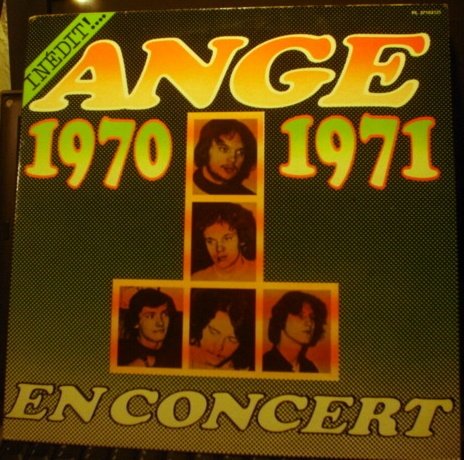 INÉDIT!...
ANGE
1970 1971
EN CONCERT